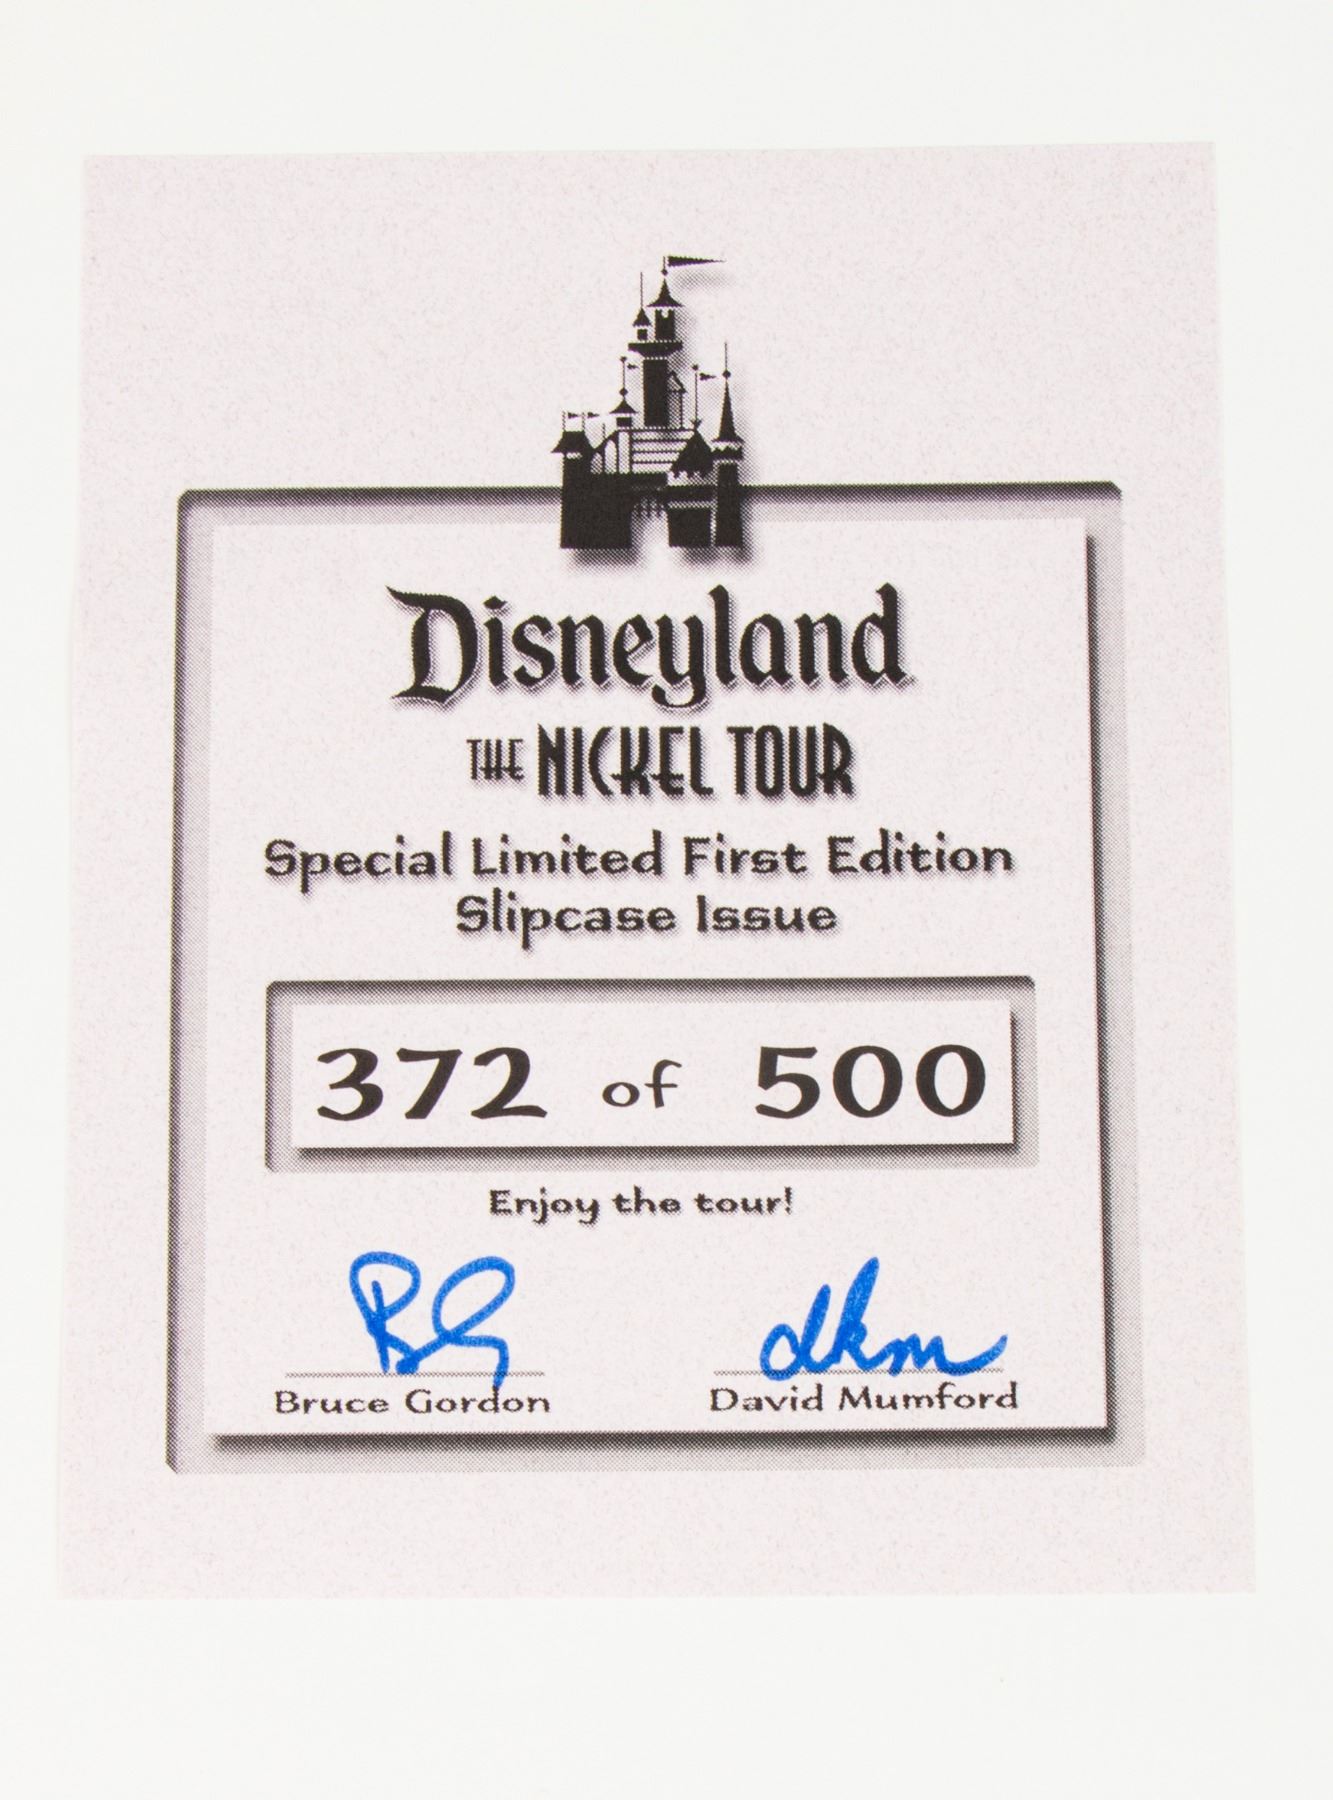 Disneyland
THE NICKEL TOUR
Special Limited First Edition
Slipcase Issue
372 of 500
Enjoy the tour!
dkm
Bruce Gordon David Mumford